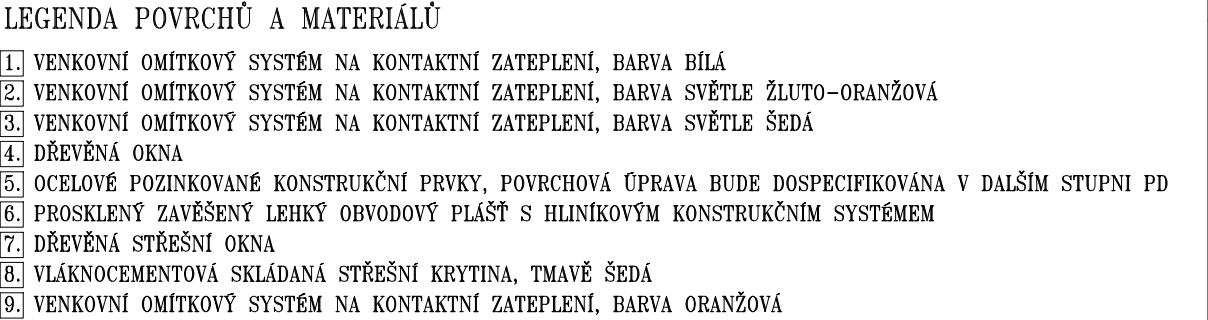 LEGENDA POVRCHŮ A MATERIÁLŮ
1. VENKOVNÍ OMÍTKOVÝ SYSTÉM NA KONTAKTNÍ ZATEPLENÍ, BARVA BÍLÁ
2. VENKOVNÍ OMÍTKOVÝ SYSTÉM NA KONTAKTNÍ ZATEPLENÍ, BARVA SVĚTLE ŽLUTO-ORANŽOVÁ
3. VENKOVNÍ OMÍTKOVÝ SYSTÉM NA KONTAKTNÍ ZATEPLENÍ, BARVA SVĚTLE ŠEDÁ
4. DŘEVĚNÁ OKNA
5. OCELOVÉ POZINKOVANÉ KONSTRUKČNÍ PRVKY, POVRCHOVÁ ÚPRAVA BUDE DOSPECIFIKOVÁNA V DALŠÍM STUPNI PD
6. PROSKLENÝ ZAVĚŠENÝ LEHKÝ OBVODOVÝ PLÁŠŤ S HLINÍKOVÝM KONSTRUKČNÍM SYSTÉMEM
7. DŘEVĚNÁ STŘEŠNÍ OKNA
8. VLÁKNOCEMENTOVÁ SKLÁDANÁ STŘEŠNÍ KRYTINA, TMAVĚ ŠEDÁ
9. VENKOVNÍ OMÍTKOVÝ SYSTÉM NA KONTAKTNÍ ZATEPLENÍ, BARVA ORANŽOVÁ